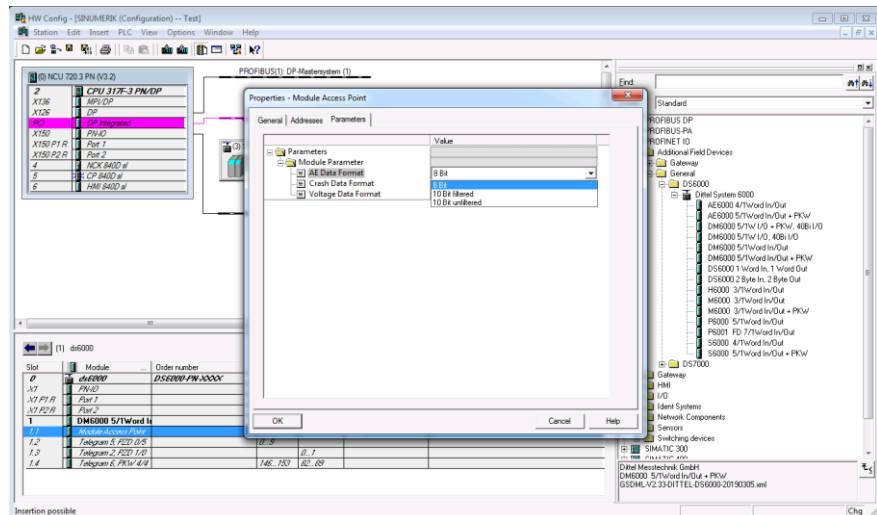 HW Config - [SINUMERIK (Configuration) -- Test]
Station Edit Insert PLC View Options Window Help
(0) NCU 720.3 PN (V3.2)
2 CPU 317F-3 PN/DP
X136 MPI/DP
X126 DP
PCI DP Integrated
X150 PN-IO
X150 P1 R Port 1
X150 P2 R Port 2
4 NCK 840D sl
5 CP 840D sl
6 HMI 840D sl
PROFIBUS(1): DP-Mastersystem (1)
(3)
Properties - Module Access Point
General Addresses Parameters
Value
Parameters
Module Parameter
AE Data Format 8 Bit
Crash Data Format 8 Bit
Voltage Data Format 10 Bit filtered
10 Bit unfiltered
OK Cancel Help
(1) ds6000
Slot Module ... Order number
0 ds6000 DS6000-PN-XXXX
X1 PN-IO
X1 P1 R Port 1
X1 P2 R Port 2
1 DM6000 5/1Word In
1.1 Module Access Point
1.2 Telegram 5, PZD 0/5 0...9
1.3 Telegram 2, PZD 1/0 0...1
1.4 Telegram 6, PKW 4/4 146...153 82...89
Find:
Standard
PROFIBUS DP
PROFIBUS-PA
PROFINET IO
Additional Field Devices
Gateway
General
DS6000
Dittel System 6000
AE6000 4/1Word In/Out
AE6000 5/1Word In/Out + PKW
DM6000 5/1W I/O + PKW, 40Bi I/O
DM6000 5/1W I/O, 40Bi I/O
DM6000 5/1Word In/Out
DM6000 5/1Word In/Out + PKW
DS6000 1 Word In, 1 Word Out
DS6000 2 Byte In, 2 Byte Out
H6000 3/1Word In/Out
M6000 3/1Word In/Out
M6000 3/1Word In/Out + PKW
P6000 5/1Word In/Out
P6001 FD 7/1Word In/Out
S6000 4/1Word In/Out
S6000 5/1Word In/Out + PKW
DS7000
Gateway
HMI
I/O
Ident Systems
Network Components
Sensors
Switching devices
SIMATIC 300
SIMATIC 400
Dittel Messtechnik GmbH
DM6000 5/1Word In/Out + PKW
GSDML-V2.33-DITTEL-DS6000-20190305.xml
Insertion possible
Chg